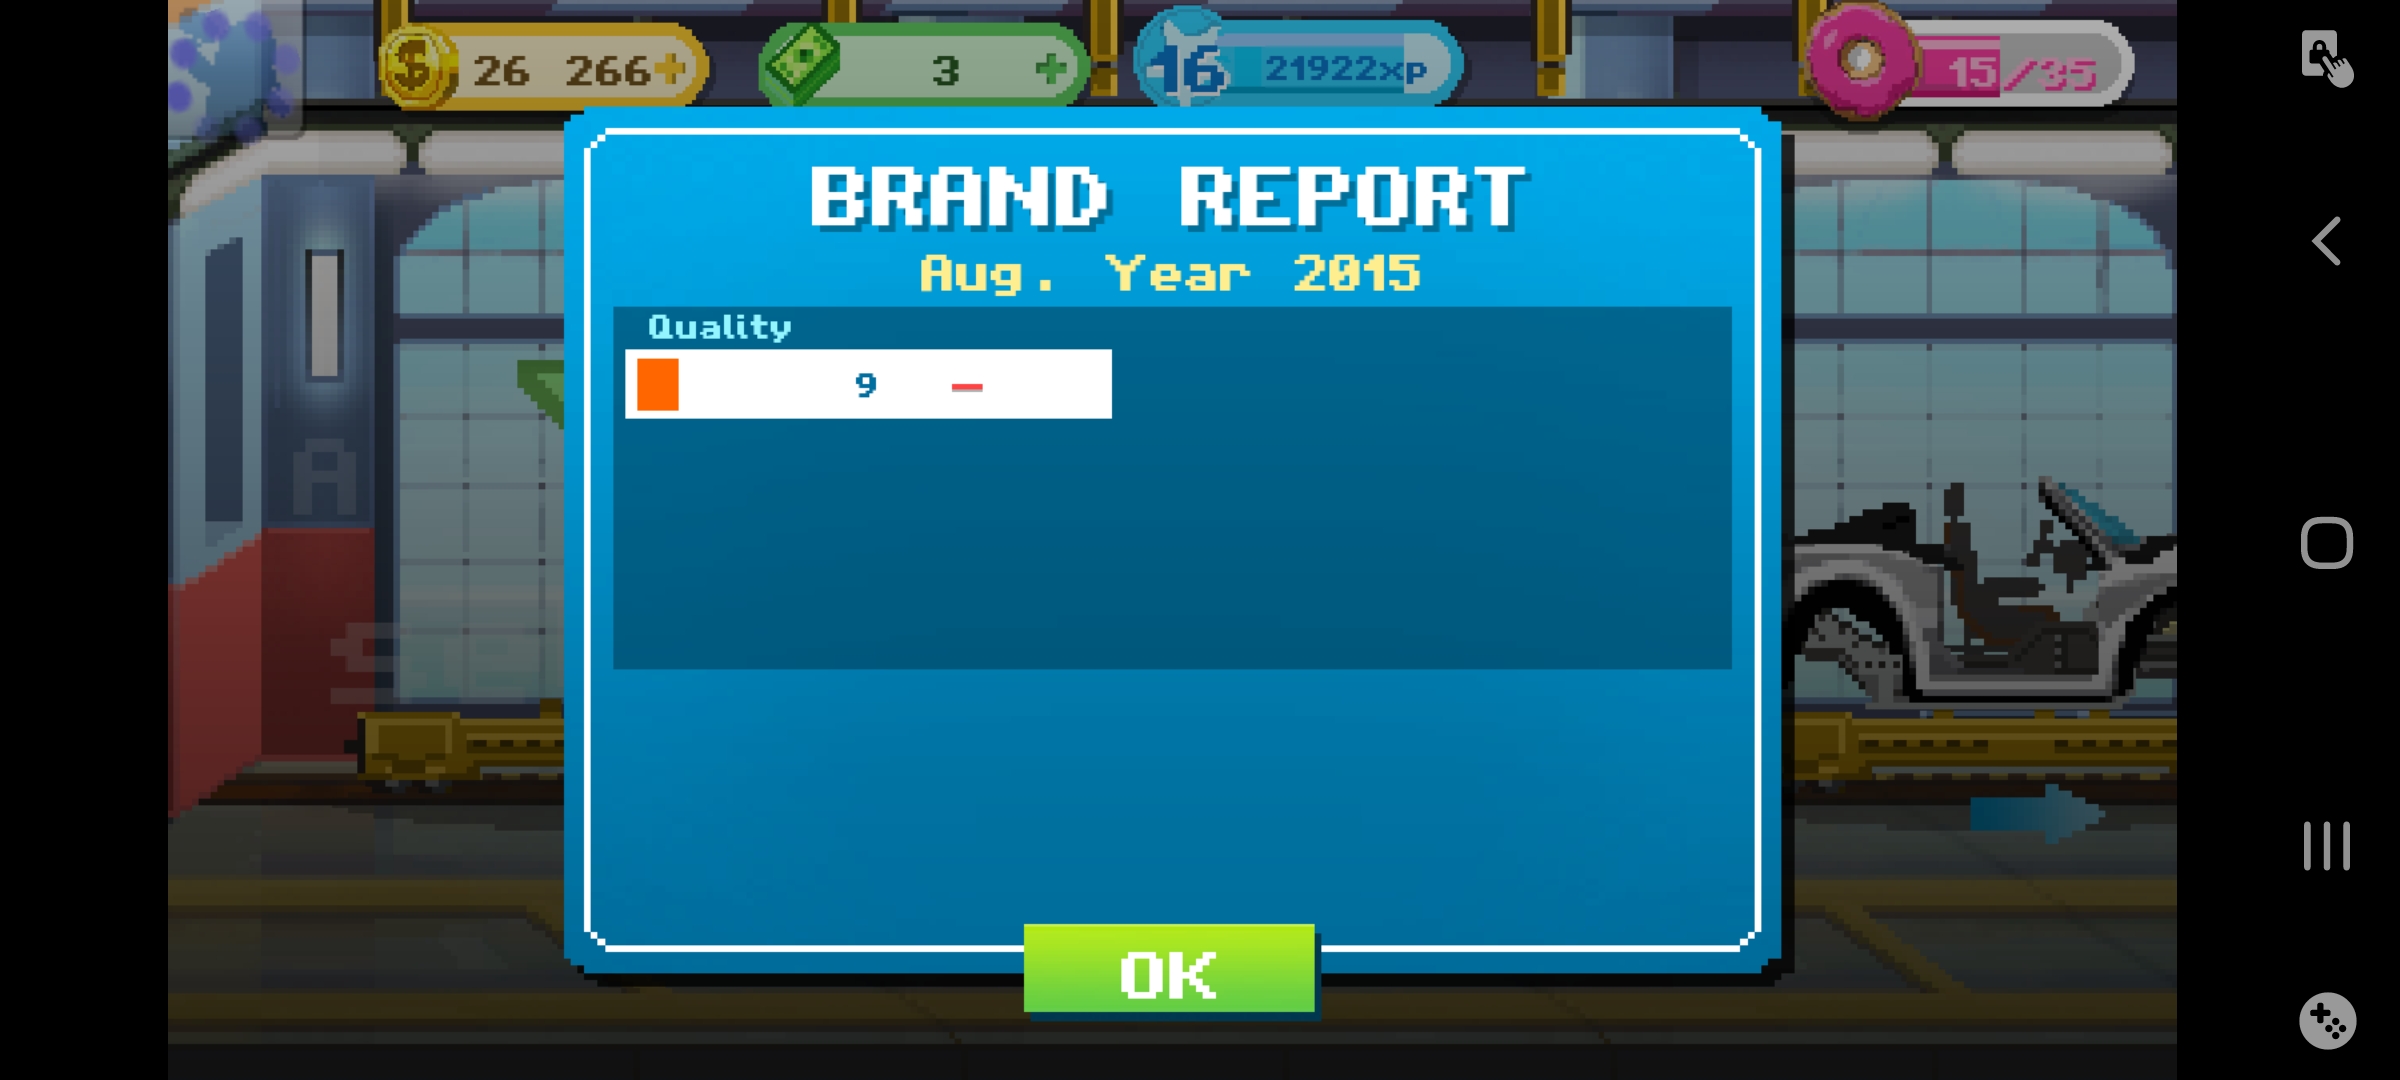 26 266+
3 +
16 21922xp
15/35
BRAND REPORT
Aug. Year 2015
Quality
9 –
A
OK